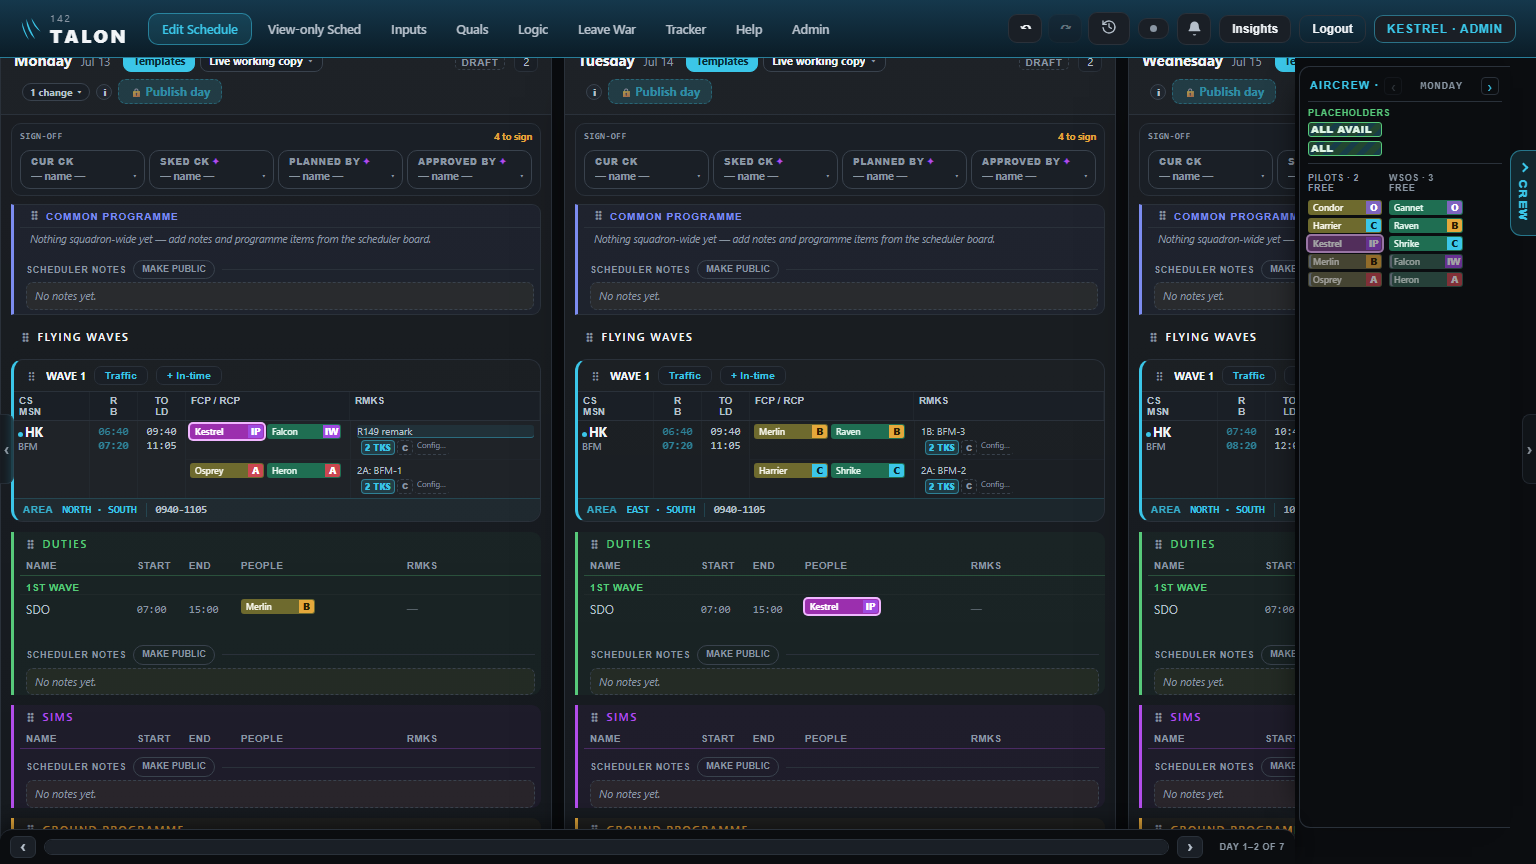 142
TALON
Edit Schedule
View-only Sched
Inputs
Quals
Logic
Leave War
Tracker
Help
Admin
Insights
Logout
KESTREL · ADMIN
Monday Jul 13 Templates Live working copy DRAFT 2
1 change i Publish day
SIGN-OFF 4 to sign
CUR CK SKED CK PLANNED BY APPROVED BY
— name — — name — — name — — name —
COMMON PROGRAMME
Nothing squadron-wide yet — add notes and programme items from the scheduler board.
SCHEDULER NOTES MAKE PUBLIC
No notes yet.
FLYING WAVES
WAVE 1 Traffic + In-time
CS R TO FCP / RCP RMKS
MSN B LD
HK 06:40 09:40 Kestrel IP Falcon IW R149 remark
BFM 07:20 11:05 2 TKS C Config...
Osprey A Heron A 2A: BFM-1
2 TKS C Config...
AREA NORTH · SOUTH 0940-1105
DUTIES
NAME START END PEOPLE RMKS
1ST WAVE
SDO 07:00 15:00 Merlin B —
SCHEDULER NOTES MAKE PUBLIC
No notes yet.
SIMS
NAME START END PEOPLE RMKS
SCHEDULER NOTES MAKE PUBLIC
No notes yet.
GROUND PROGRAMME
Tuesday Jul 14 Templates Live working copy DRAFT 2
i Publish day
SIGN-OFF 4 to sign
CUR CK SKED CK PLANNED BY APPROVED BY
— name — — name — — name — — name —
COMMON PROGRAMME
Nothing squadron-wide yet — add notes and programme items from the scheduler board.
SCHEDULER NOTES MAKE PUBLIC
No notes yet.
FLYING WAVES
WAVE 1 Traffic + In-time
CS R TO FCP / RCP RMKS
MSN B LD
HK 06:40 09:40 Merlin B Raven B 1B: BFM-3
BFM 07:20 11:05 2 TKS C Config...
Harrier C Shrike C 2A: BFM-2
2 TKS C Config...
AREA EAST · SOUTH 0940-1105
DUTIES
NAME START END PEOPLE RMKS
1ST WAVE
SDO 07:00 15:00 Kestrel IP —
SCHEDULER NOTES MAKE PUBLIC
No notes yet.
SIMS
NAME START END PEOPLE RMKS
SCHEDULER NOTES MAKE PUBLIC
No notes yet.
GROUND PROGRAMME
Wednesday Jul 15 Te
i Publish day
SIGN-OFF
CUR CK S
— name —
COMMON PROGRAMM
Nothing squadron-wide yet —
SCHEDULER NOTES MAKE
No notes yet.
FLYING WAVES
WAVE 1 Traffic
CS R TO
MSN B LD
HK 07:40 10:4
BFM 08:20 12:0
AREA NORTH · SOUTH 10
DUTIES
NAME START
1ST WAVE
SDO 07:00
SCHEDULER NOTES MAKE
No notes yet.
SIMS
NAME START
SCHEDULER NOTES MAKE
No notes yet.
GROUND PROGRAM
AIRCREW · MONDAY
PLACEHOLDERS
ALL AVAIL
ALL
PILOTS · 2 FREE
WSOS · 3 FREE
Condor O Gannet O
Harrier C Raven B
Kestrel IP Shrike C
Merlin B Falcon IW
Osprey A Heron A
CREW
DAY 1–2 OF 7